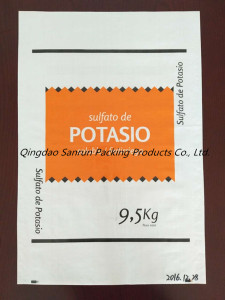 sulfato de
POTASIO
Qingdao Sanrun Packing Products Co., Ltd
Sulfato de Potasio
Sulfato de Potasio
9,5Kg
2016.12.28